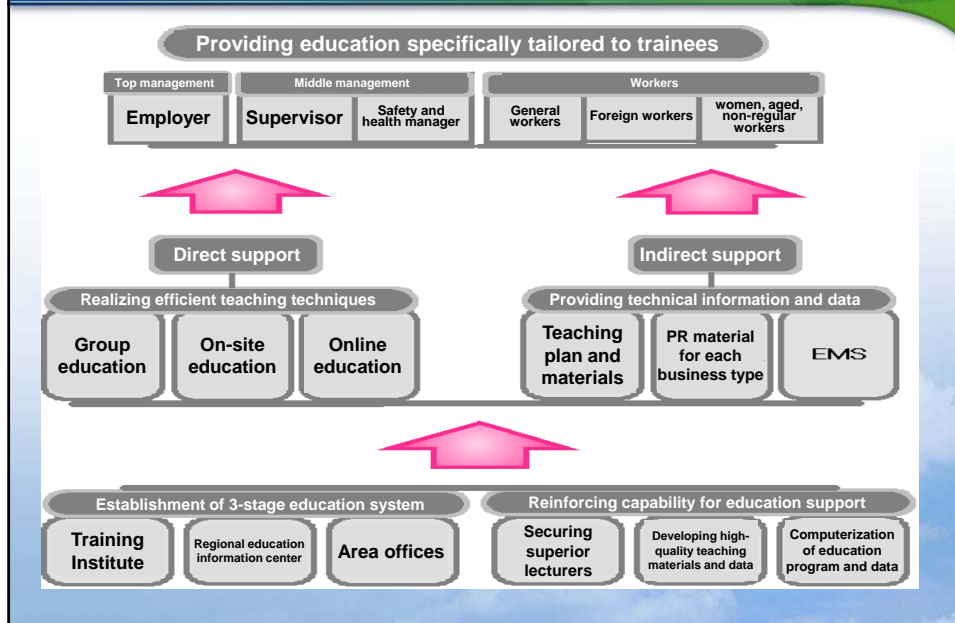 Providing education specifically tailored to trainees
Top management
Middle management
Workers
Employer
Supervisor
Safety and
health manager
General
workers
Foreign workers
women, aged,
non-regular
workers
Direct support
Indirect support
Realizing efficient teaching techniques
Providing technical information and data
Group
education
On-site
education
Online
education
Teaching
plan and
materials
PR material
for each
business type
EMS
Establishment of 3-stage education system
Reinforcing capability for education support
Training
Institute
Regional education
information center
Area offices
Securing
superior
lecturers
Developing high-
quality teaching
materials and data
Computerization
of education
program and data